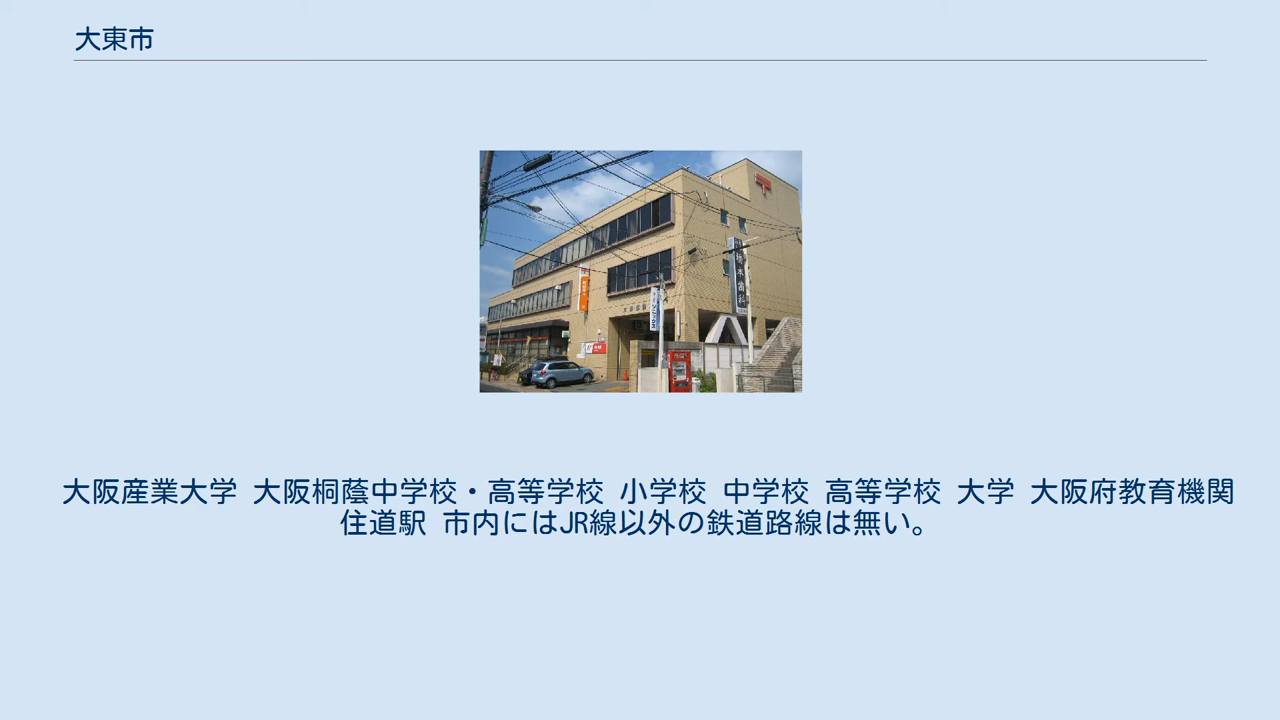 大東市
大阪産業大学 大阪桐蔭中学校・高等学校 小学校 中学校 高等学校 大学 大阪府教育機関
住道駅 市内にはJR線以外の鉄道路線は無い。